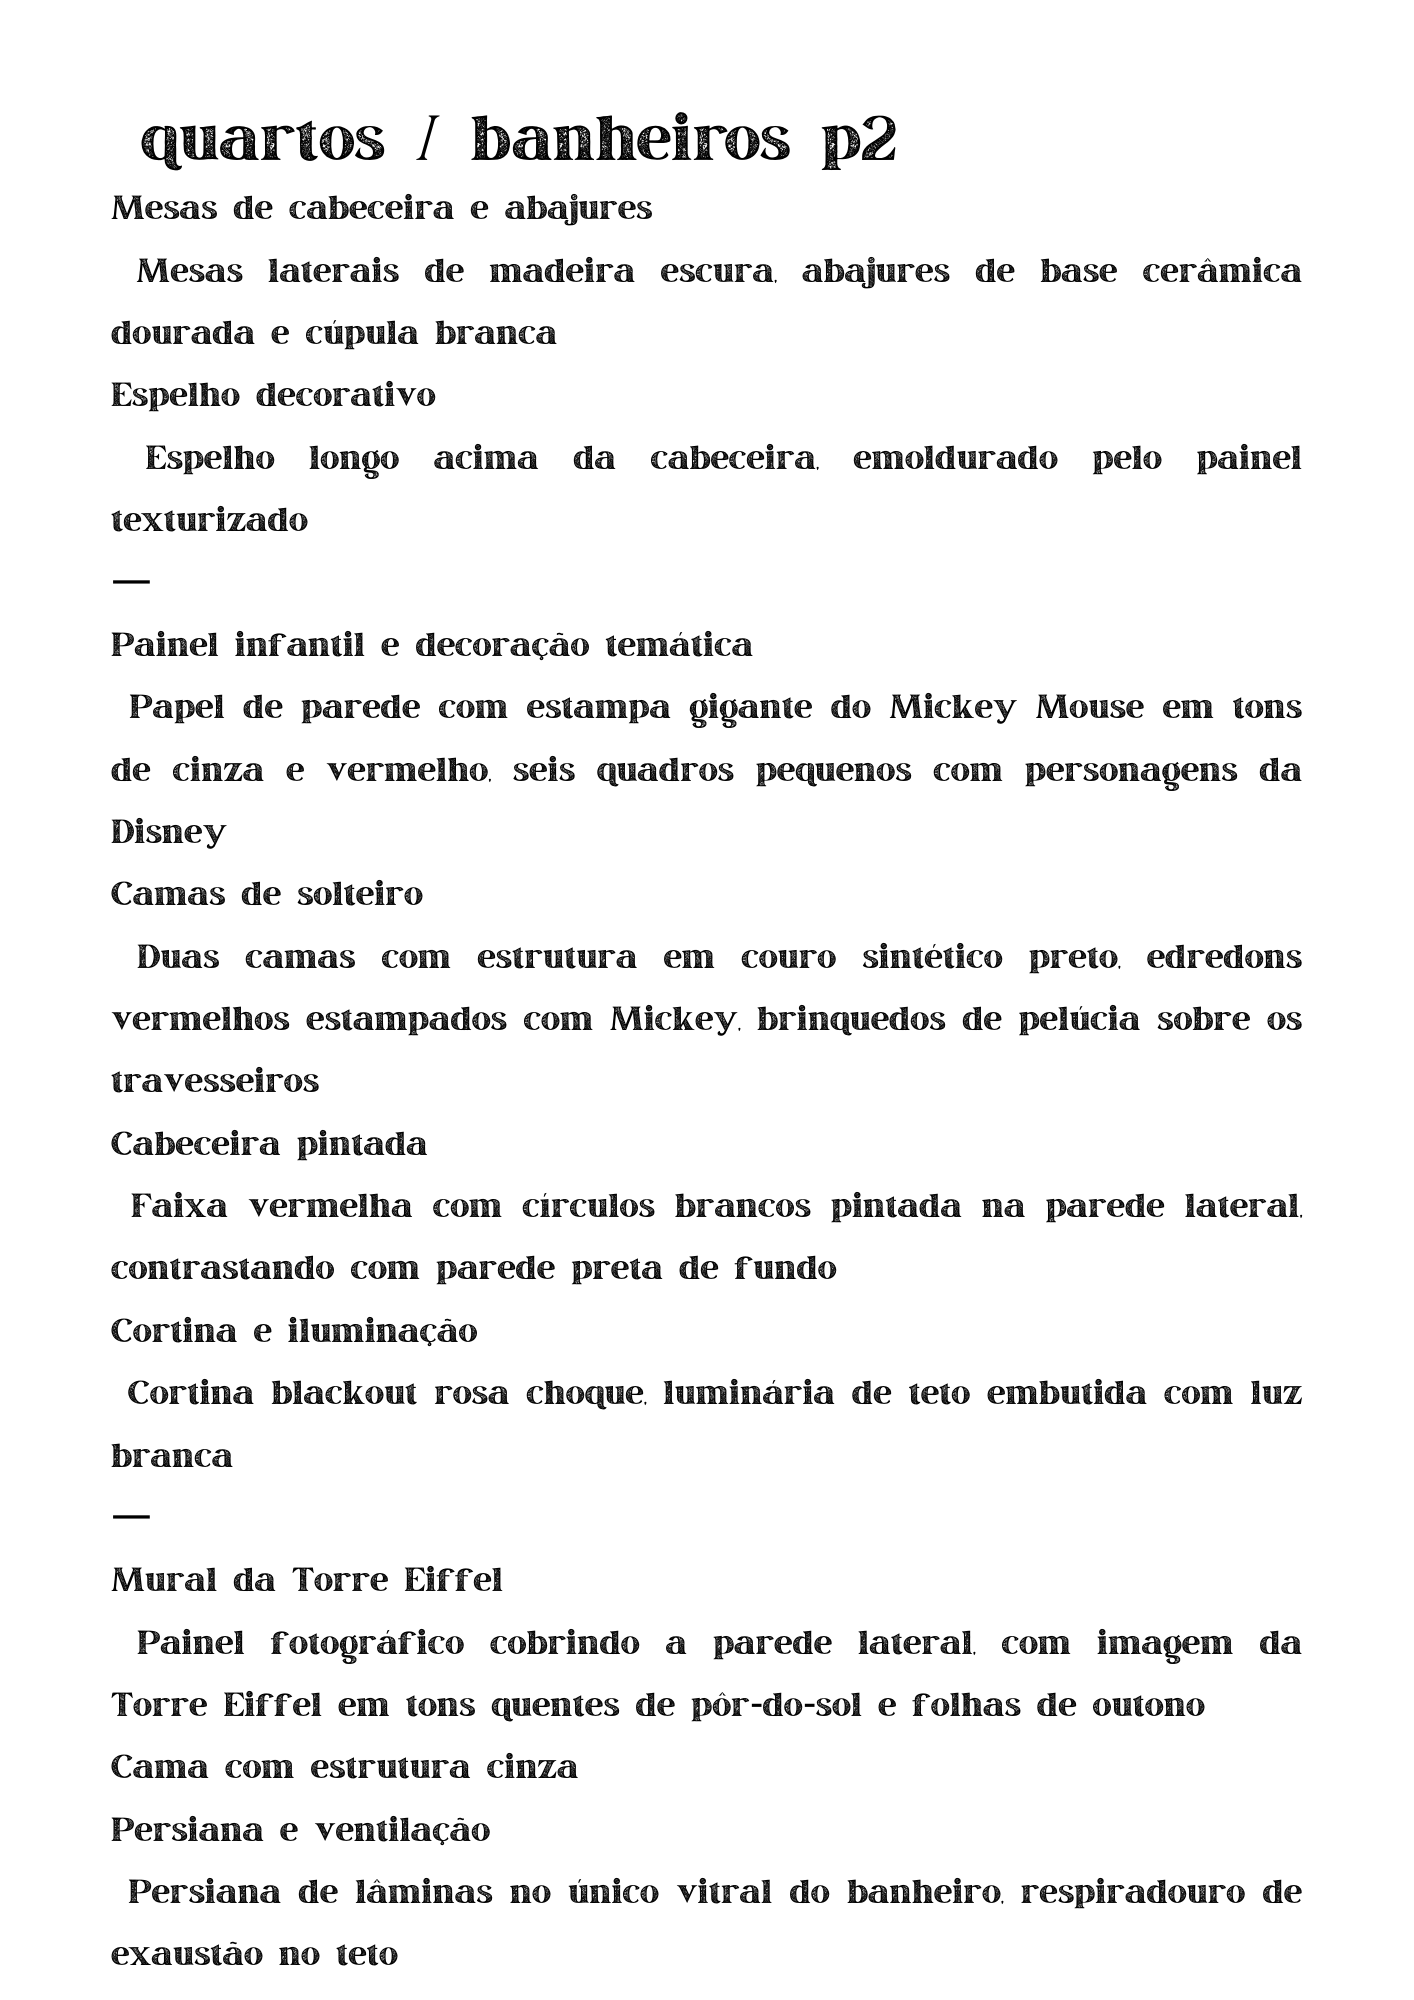 quartos / banheiros p2
Mesas de cabeceira e abajures
Mesas laterais de madeira escura, abajures de base cerâmica
dourada e cúpula branca
Espelho decorativo
Espelho longo acima da cabeceira, emoldurado pelo painel
texturizado
—
Painel infantil e decoração temática
Papel de parede com estampa gigante do Mickey Mouse em tons
de cinza e vermelho, seis quadros pequenos com personagens da
Disney
Camas de solteiro
Duas camas com estrutura em couro sintético preto, edredons
vermelhos estampados com Mickey, brinquedos de pelúcia sobre os
travesseiros
Cabeceira pintada
Faixa vermelha com círculos brancos pintada na parede lateral,
contrastando com parede preta de fundo
Cortina e iluminação
Cortina blackout rosa choque, luminária de teto embutida com luz
branca
—
Mural da Torre Eiffel
Painel fotográfico cobrindo a parede lateral, com imagem da
Torre Eiffel em tons quentes de pôr-do-sol e folhas de outono
Cama com estrutura cinza
Persiana e ventilação
Persiana de lâminas no único vitral do banheiro, respiradouro de
exaustão no teto